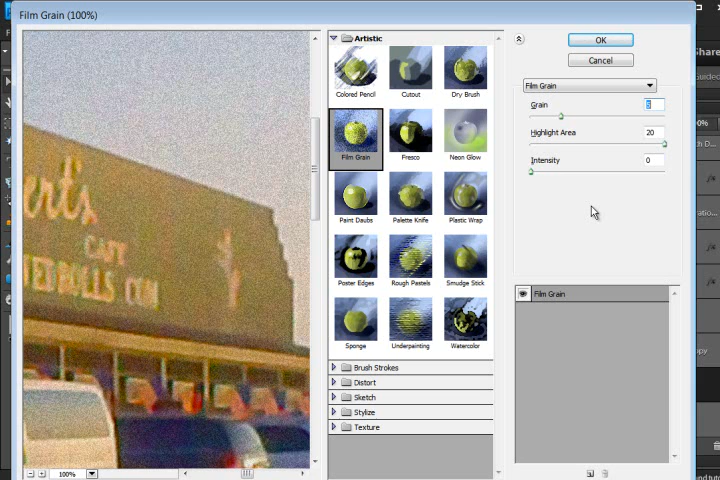 Film Grain (100%)
Artistic
Colored Pencil
Cutout
Dry Brush
Film Grain
Fresco
Neon Glow
Paint Daubs
Palette Knife
Plastic Wrap
Poster Edges
Rough Pastels
Smudge Stick
Sponge
Underpainting
Watercolor
Brush Strokes
Distort
Sketch
Stylize
Texture
100%
OK
Cancel
Film Grain
Grain
Highlight Area 20
Intensity 0
Film Grain
CAFE
Share